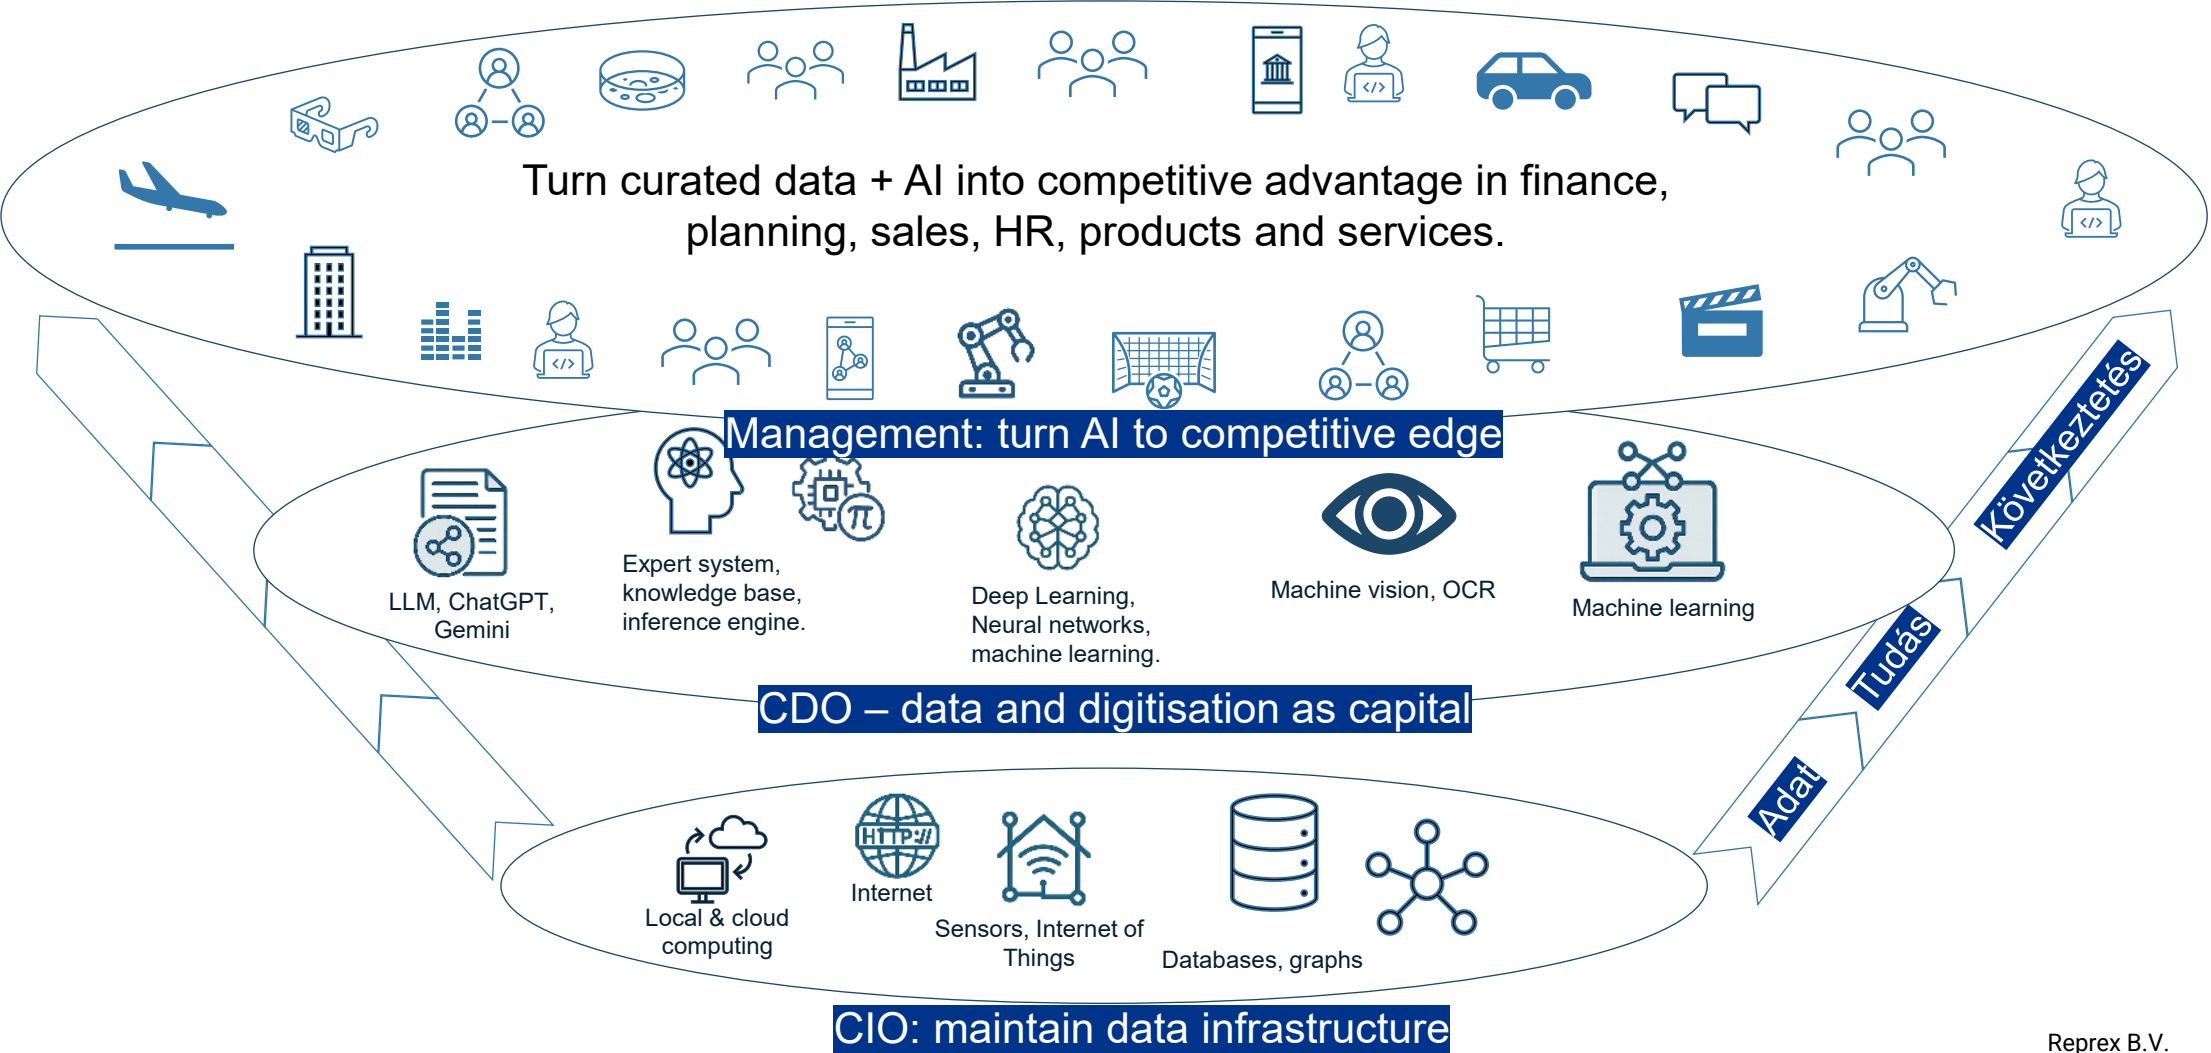 Turn curated data + AI into competitive advantage in finance,
planning, sales, HR, products and services.
Management: turn AI to competitive edge
LLM, ChatGPT,
Gemini
Expert system,
knowledge base,
inference engine.
π
Deep Learning,
Neural networks,
machine learning.
Machine vision, OCR
Machine learning
CDO – data and digitisation as capital
Következtetés
Tudás
Adat
Local & cloud
computing
HTTP://
Internet
Sensors, Internet of
Things
Databases, graphs
CIO: maintain data infrastructure
Reprex B.V.